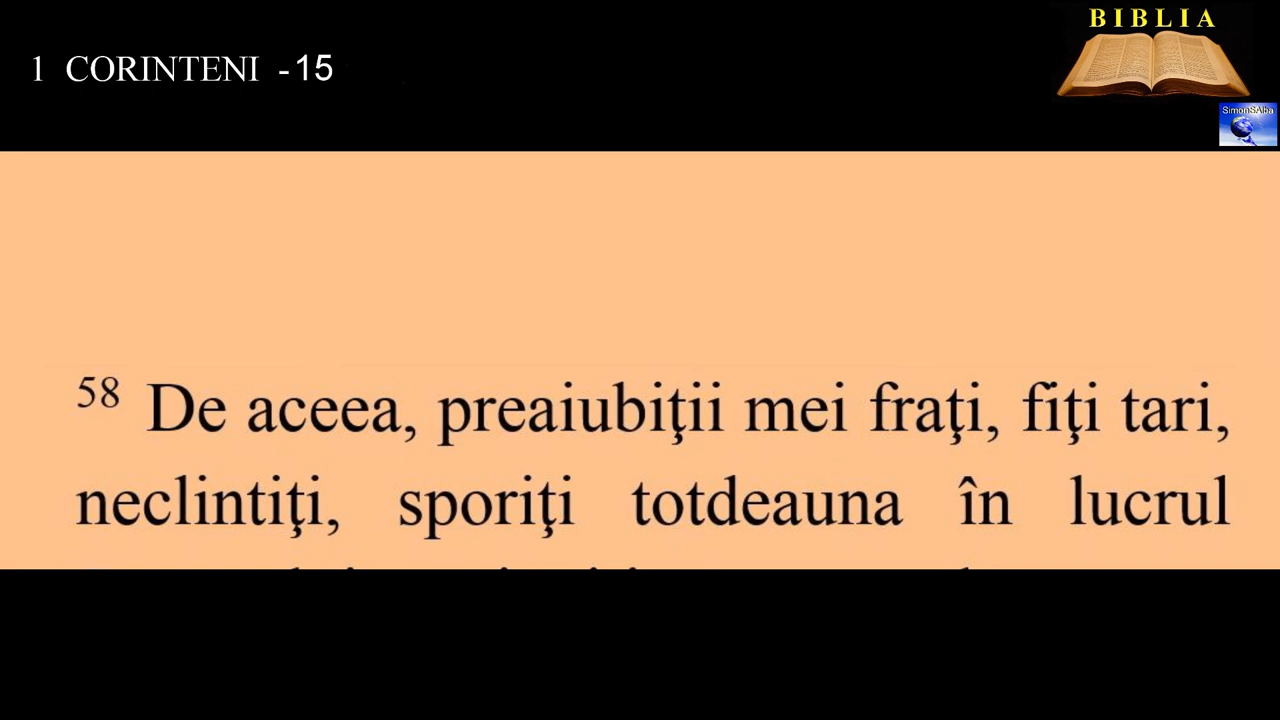 BIBLIA
1 CORINTENI -15
SimonSAlba
58 De aceea, preaiubiţii mei fraţi, fiţi tari,
neclintiţi, sporiţi totdeauna în lucrul